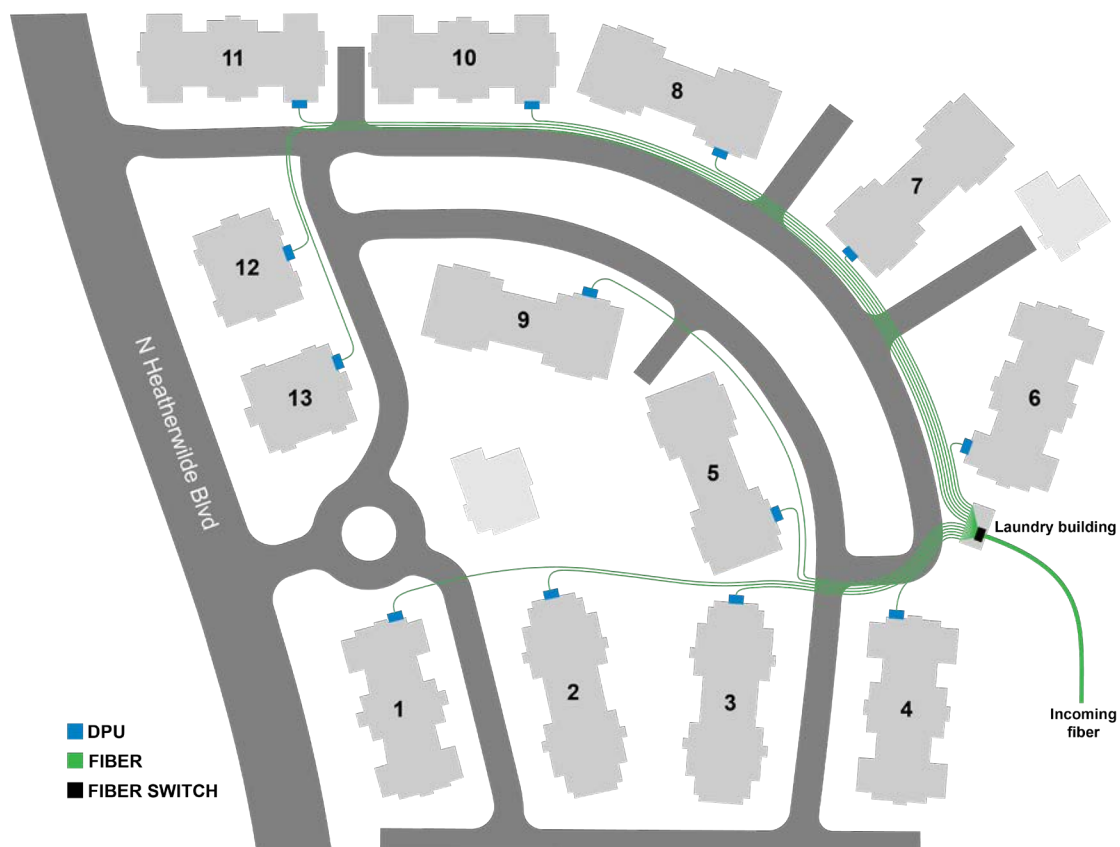 11
10
8
7
12
9
13
6
5
N Heatherwilde Blvd
Laundry building
1
2
3
4
Incoming
fiber
DPU
FIBER
FIBER SWITCH